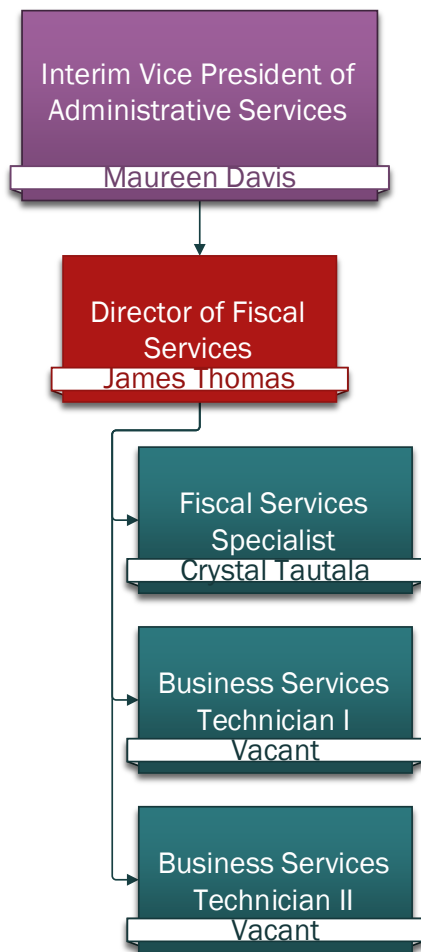 Interim Vice President of
Administrative Services
Maureen Davis
Director of Fiscal
Services
James Thomas
Fiscal Services
Specialist
Crystal Tautala
Business Services
Technician I
Vacant
Business Services
Technician II
Vacant